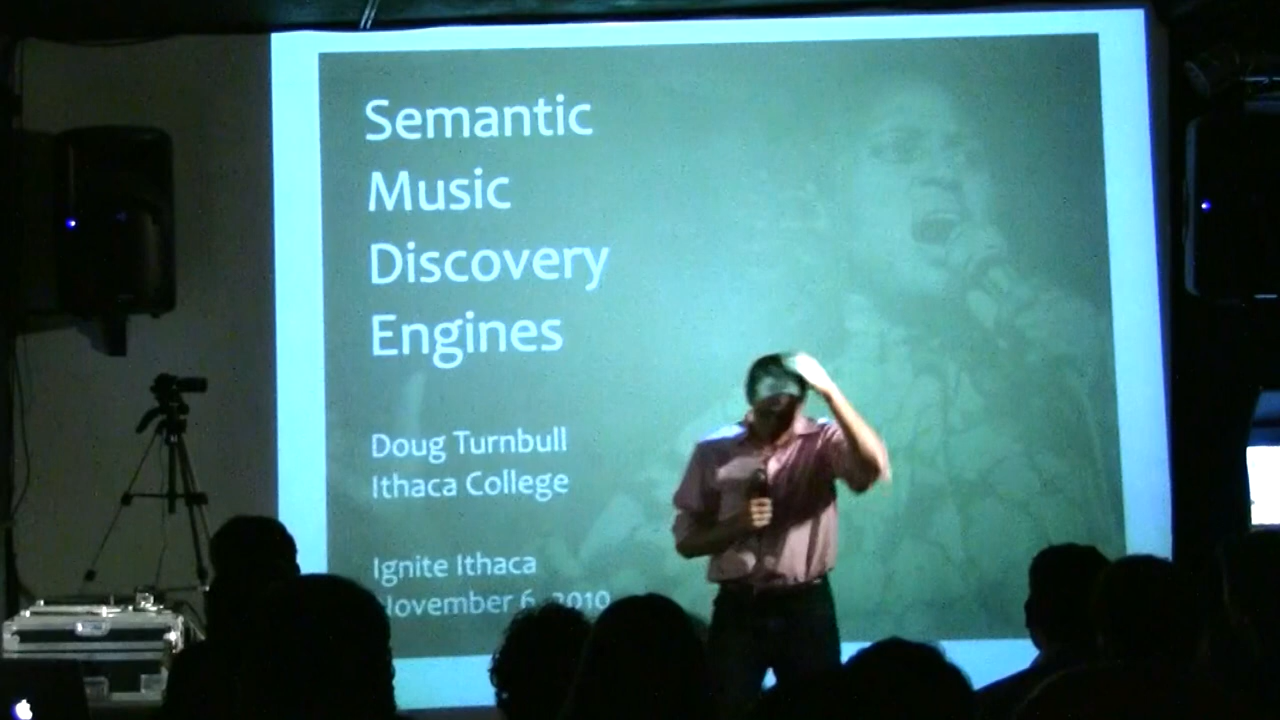 Semantic
Music
Discovery
Engines
Doug Turnbull
Ithaca College
Ignite Ithaca
November 6, 2010